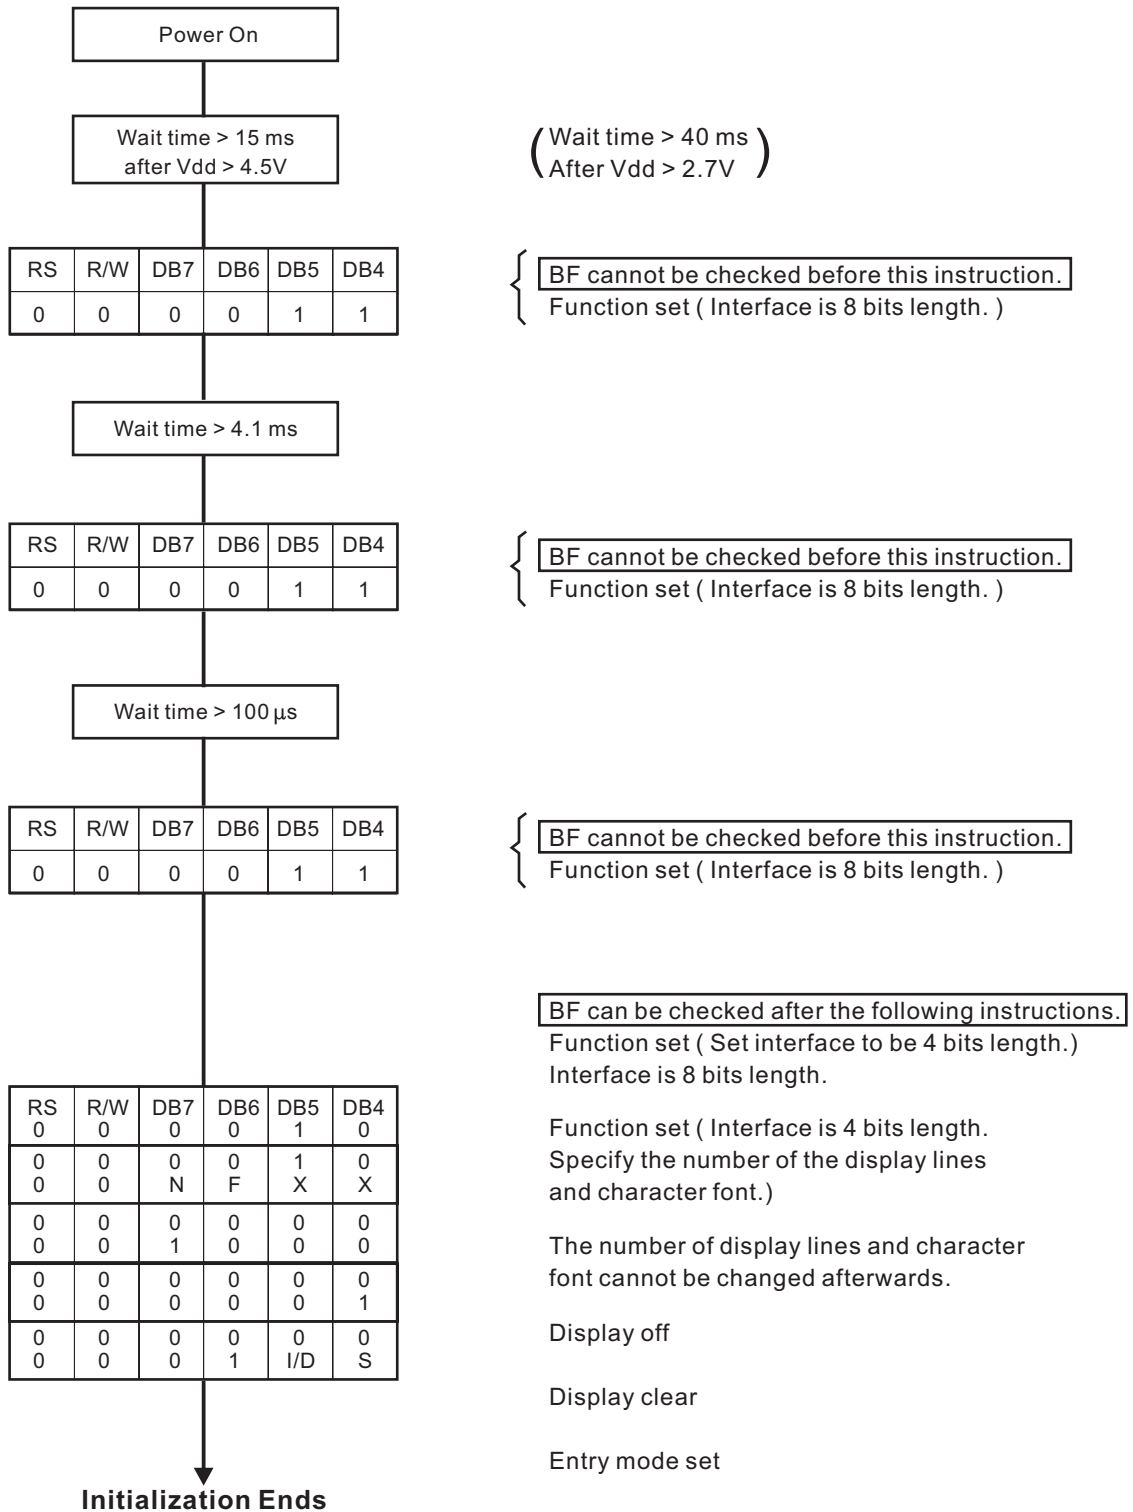 Power On
Wait time > 15 ms
after Vdd > 4.5V
(Wait time > 40 ms
After Vdd > 2.7V)
RS R/W DB7 DB6 DB5 DB4
0 0 0 0 1 1
BF cannot be checked before this instruction.
Function set ( Interface is 8 bits length. )
Wait time > 4.1 ms
RS R/W DB7 DB6 DB5 DB4
0 0 0 0 1 1
BF cannot be checked before this instruction.
Function set ( Interface is 8 bits length. )
Wait time > 100 µs
RS R/W DB7 DB6 DB5 DB4
0 0 0 0 1 1
BF cannot be checked before this instruction.
Function set ( Interface is 8 bits length. )
BF can be checked after the following instructions.
Function set ( Set interface to be 4 bits length.)
Interface is 8 bits length.
RS R/W DB7 DB6 DB5 DB4
0 0 0 0 1 0
0 0 0 0 1 0
0 0 N F X X
0 0 0 0 0 0
0 0 1 0 0 0
0 0 0 0 0 0
0 0 0 0 0 1
0 0 0 0 0 0
0 0 0 1 I/D S
Function set ( Interface is 4 bits length.
Specify the number of the display lines
and character font.)
The number of display lines and character
font cannot be changed afterwards.
Display off
Display clear
Entry mode set
Initialization Ends